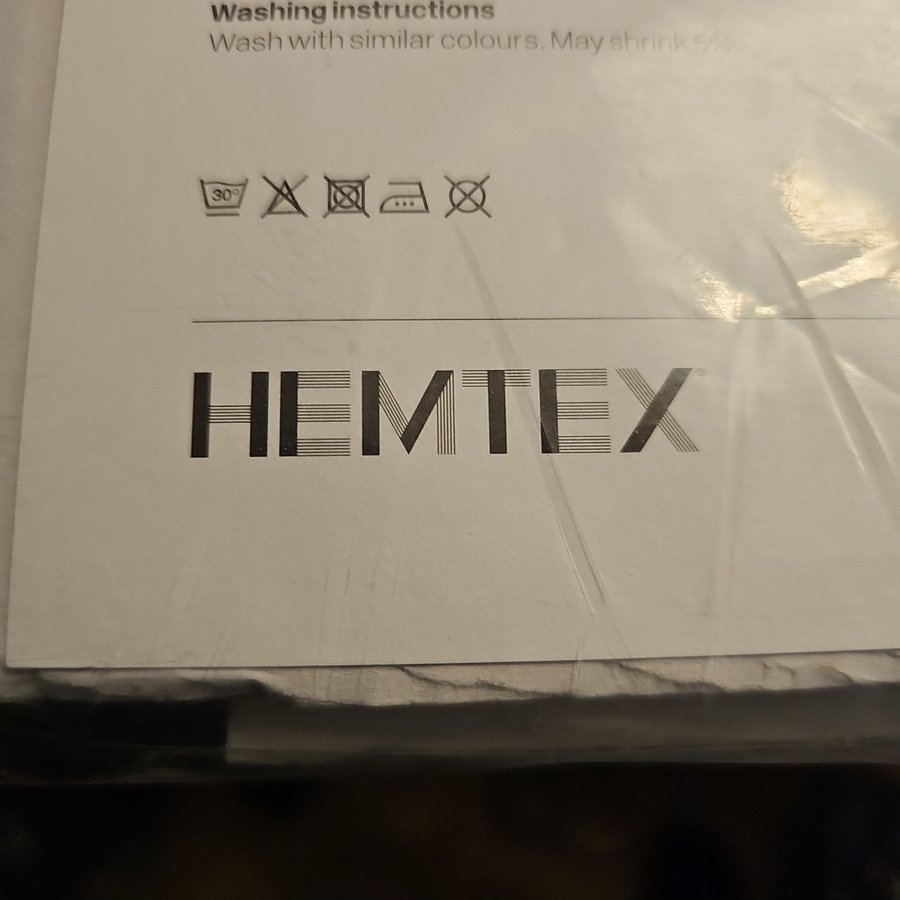 Washing instructions
Wash with similar colours. May shrink 5%.
30°
HEMTEX®